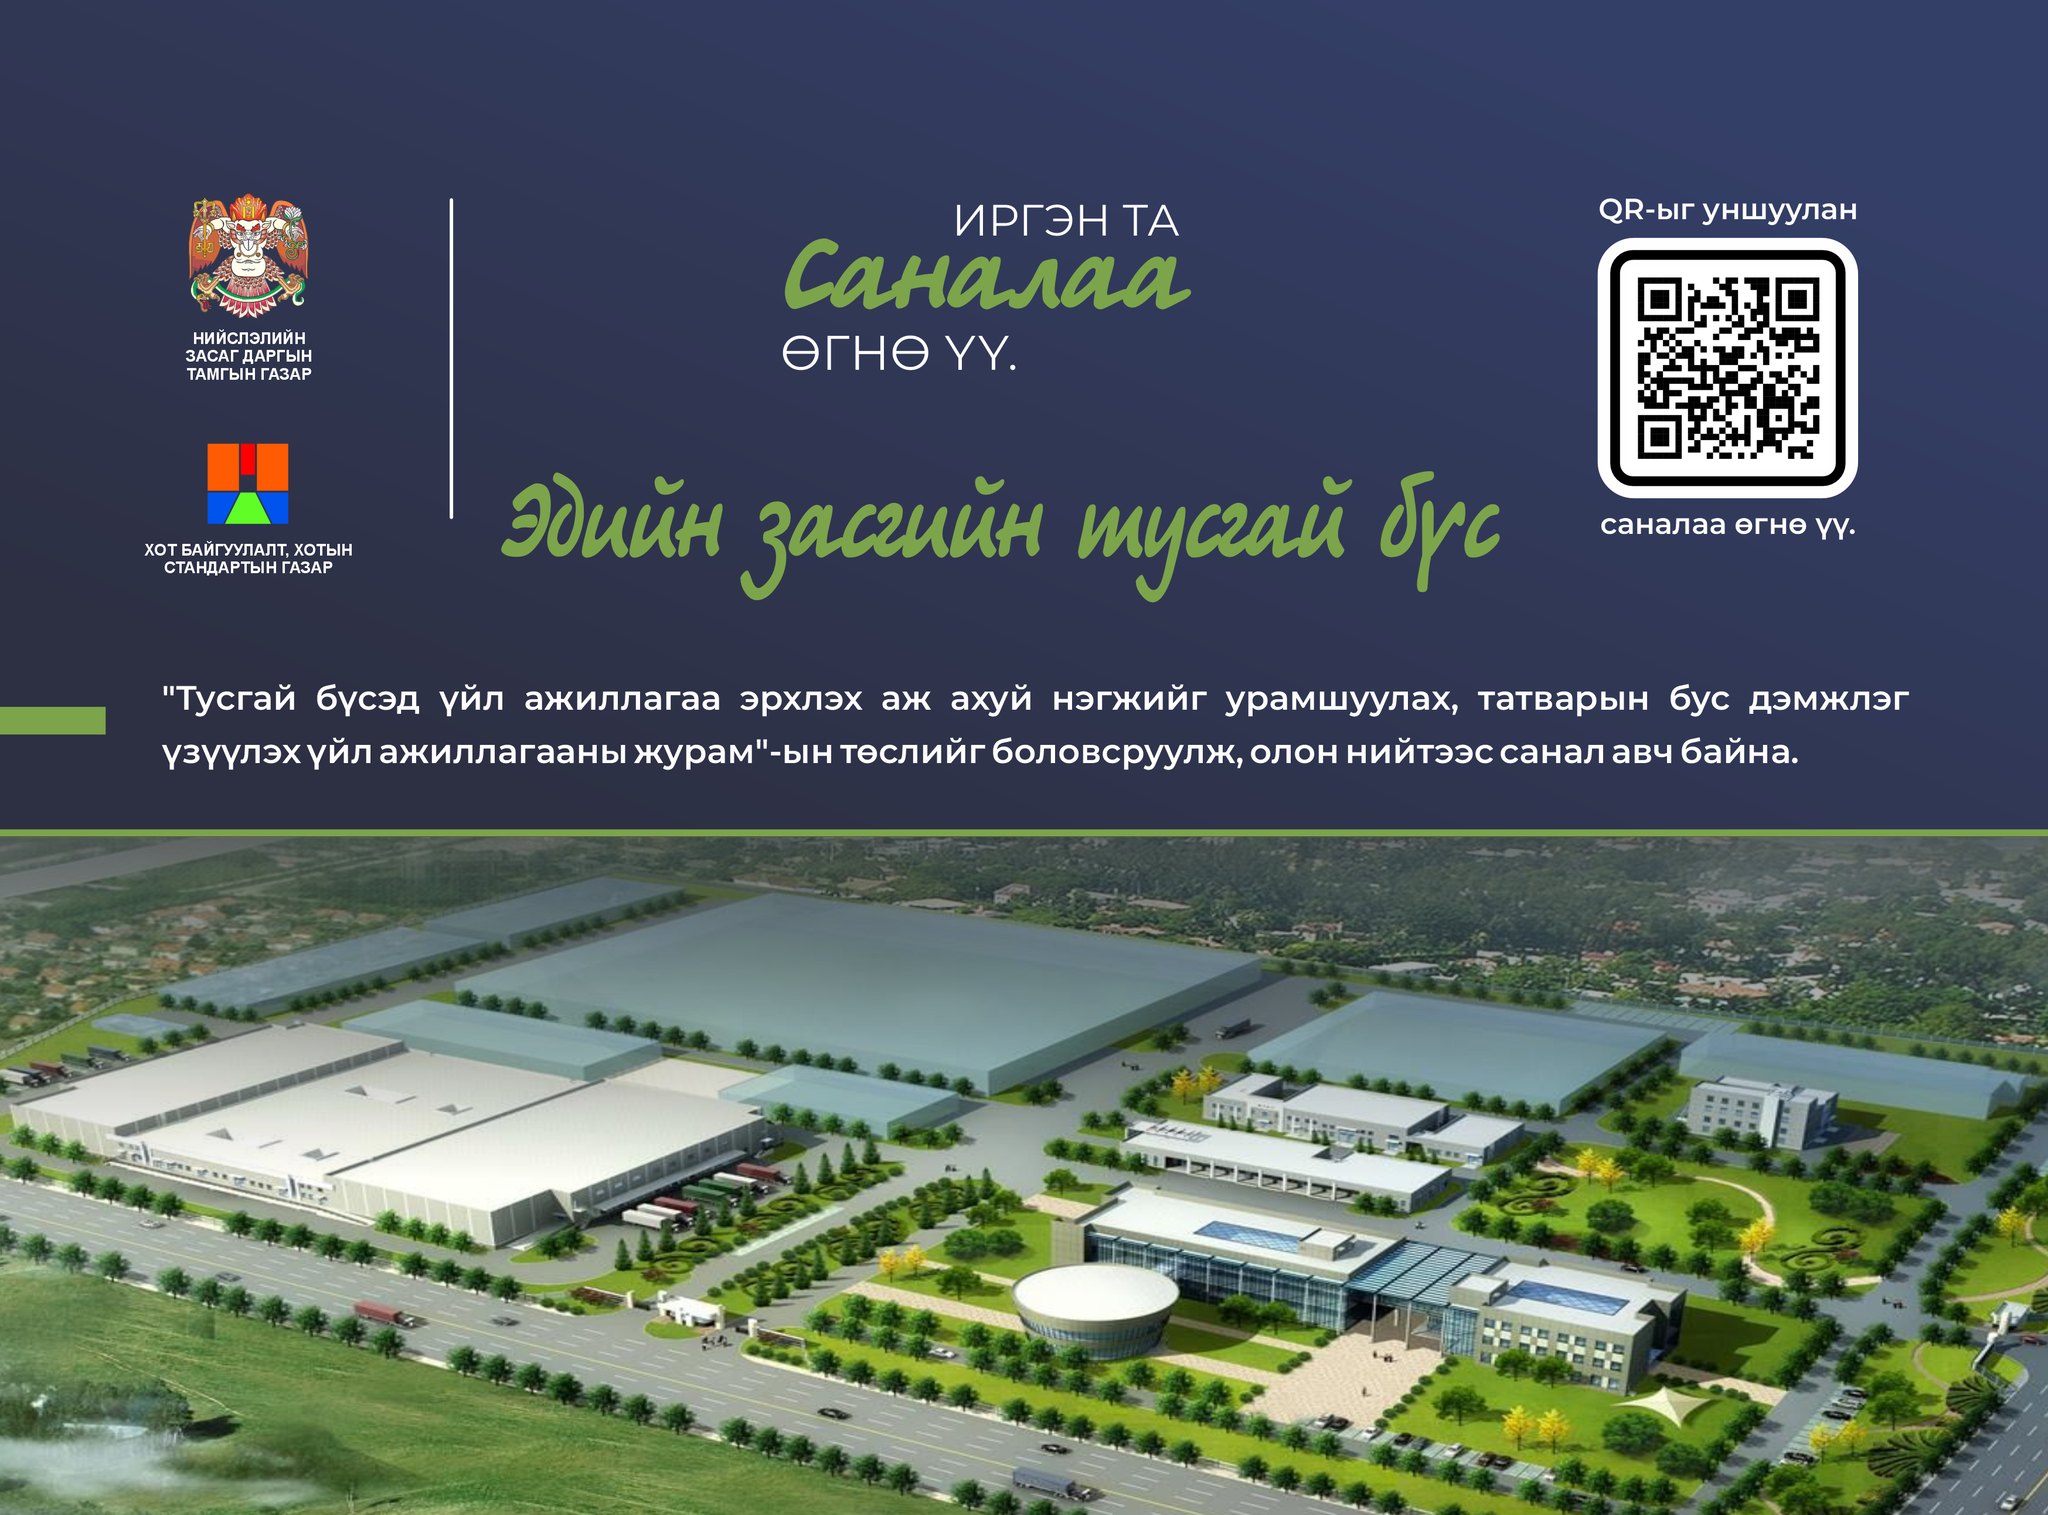 НИЙСЛЭЛИЙН
ЗАСАГ ДАРГЫН
ТАМГЫН ГАЗАР
ХОТ БАЙГУУЛАЛТ, ХОТЫН
СТАНДАРТЫН ГАЗАР
ИРГЭН ТА
Саналаа
ӨГНӨ ҮҮ.
Эдийн засгийн тусгай бүс
QR-ыг уншуулан
саналаа өгнө үү.
"Тусгай бүсэд үйл ажиллагаа эрхлэх аж ахуй нэгжийг урамшуулах, татварын бус дэмжлэг
үзүүлэх үйл ажиллагааны журам"-ын төслийг боловсруулж, олон нийтээс санал авч байна.